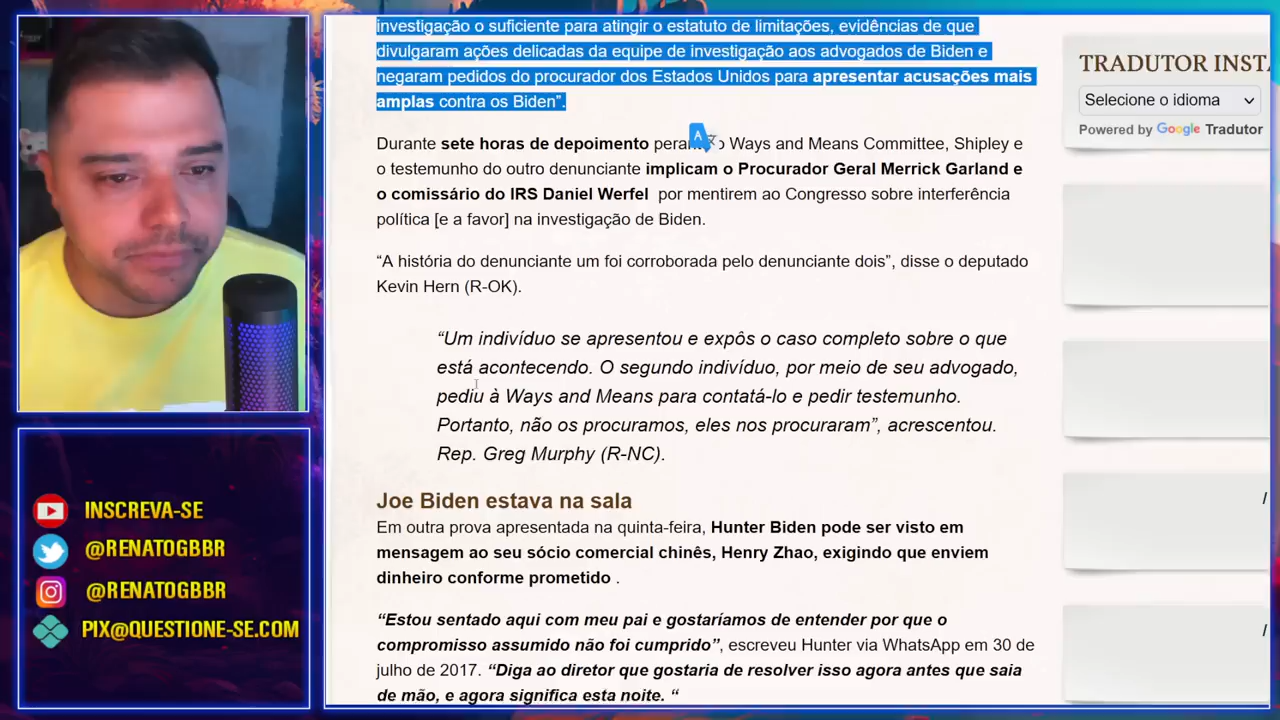 investigação o suficiente para atingir o estatuto de limitações, evidências de que
divulgaram ações delicadas da equipe de investigação aos advogados de Biden e
negaram pedidos do procurador dos Estados Unidos para apresentar acusações mais
amplas contra os Biden”.
Durante sete horas de depoimento Ways and Means Committee, Shipley e
o testemunho do outro denunciante implicam o Procurador Geral Merrick Garland e
o comissário do IRS Daniel Werfel por mentirem ao Congresso sobre interferência
política [e a favor] na investigação de Biden.
“A história do denunciante um foi corroborada pelo denunciante dois”, disse o deputado
Kevin Hern (R-OK).
“Um indivíduo se apresentou e expôs o caso completo sobre o que
está acontecendo. O segundo indivíduo, por meio de seu advogado,
pediu à Ways and Means para contatá-lo e pedir testemunho.
Portanto, não os procuramos, eles nos procuraram”, acrescentou.
Rep. Greg Murphy (R-NC).
Joe Biden estava na sala
Em outra prova apresentada na quinta-feira, Hunter Biden pode ser visto em
mensagem ao seu sócio comercial chinês, Henry Zhao, exigindo que enviem
dinheiro conforme prometido .
“Estou sentado aqui com meu pai e gostaríamos de entender por que o
compromisso assumido não foi cumprido”, escreveu Hunter via WhatsApp em 30 de
julho de 2017. “Diga ao diretor que gostaria de resolver isso agora antes que saia
de mão, e agora significa esta noite. “
TRADUTOR INSTA
Selecione o idioma
Powered by Google Tradutor
/
/
INSCREVA-SE
@RENATOGBBR
@RENATOGBBR
PIX@QUESTIONE-SE.COM